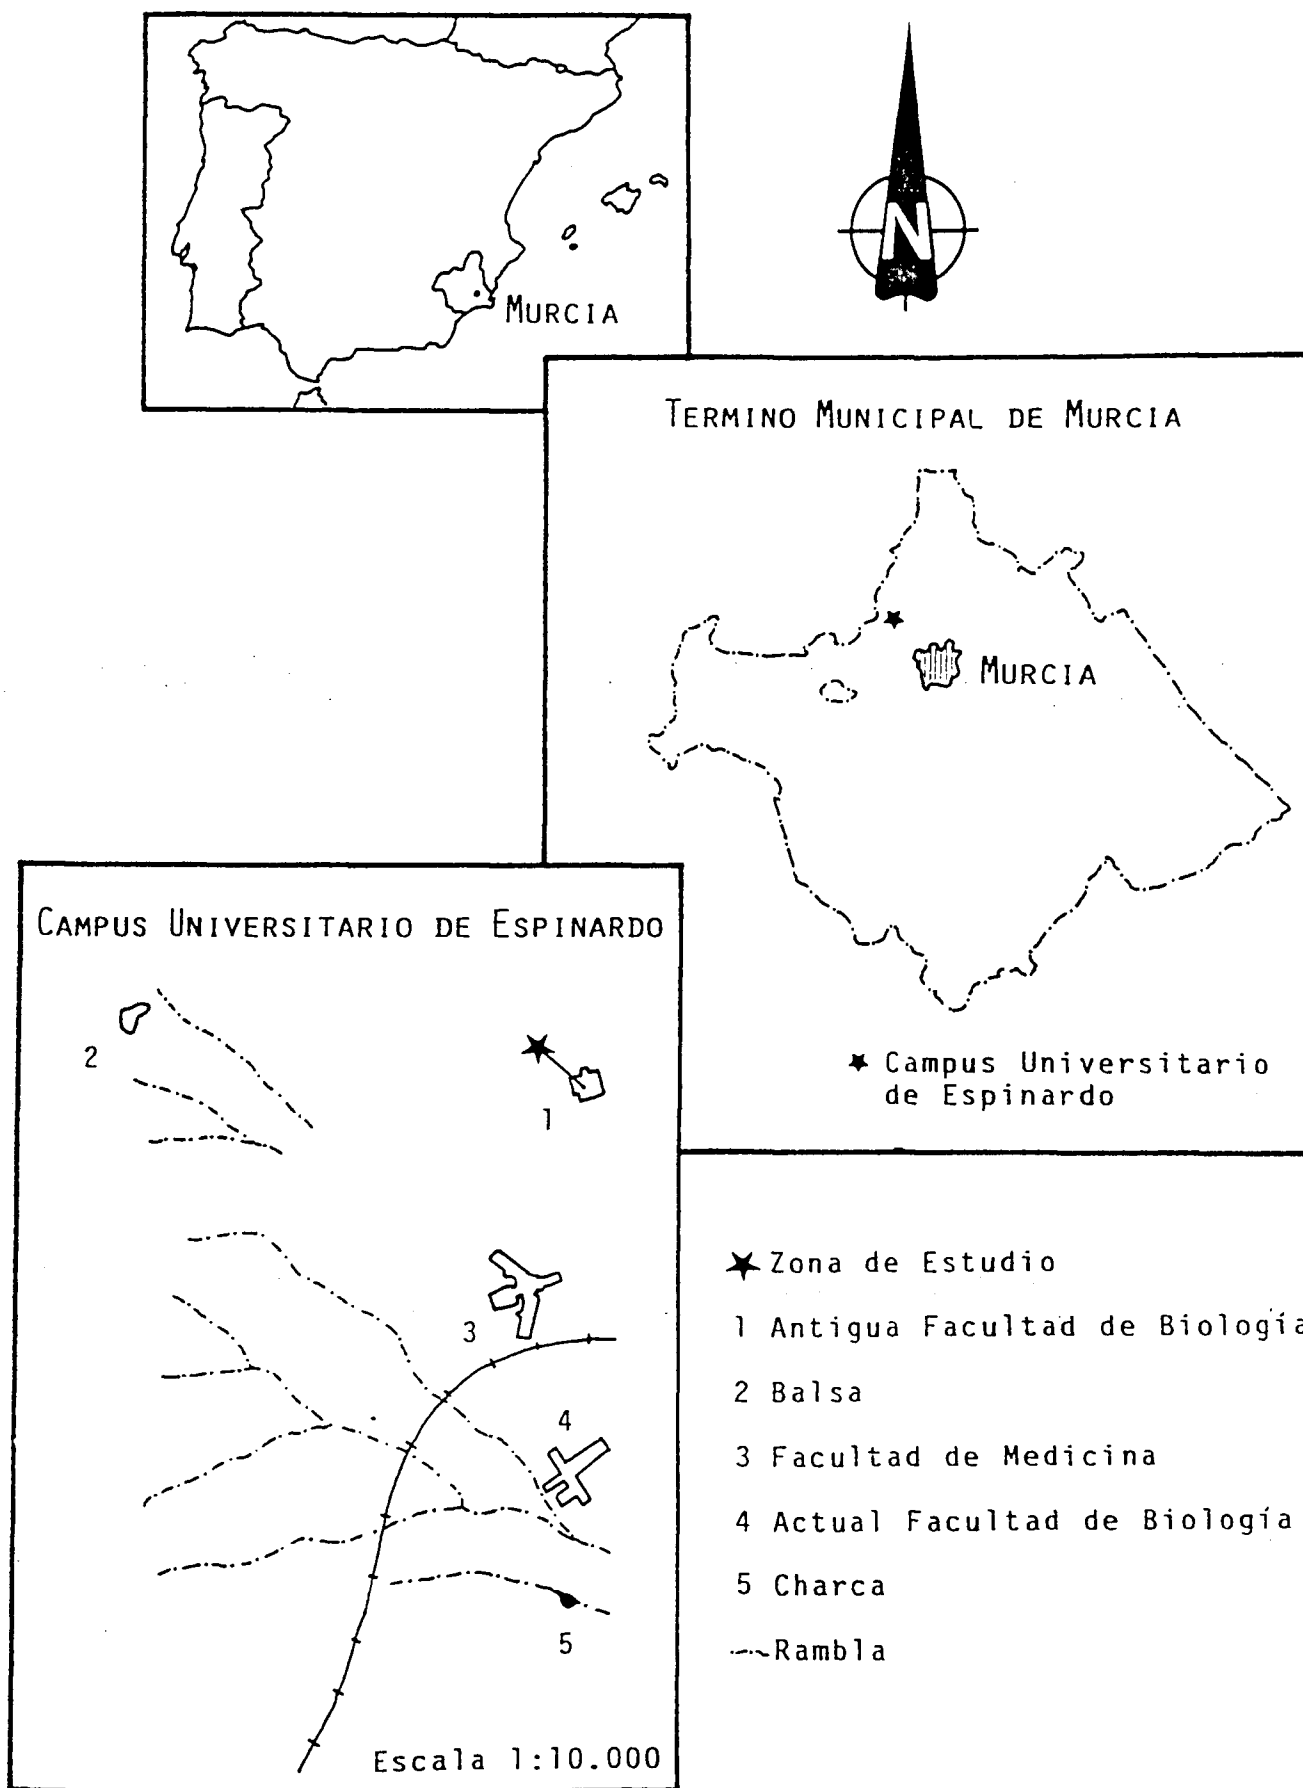 MURCIA
N
TERMINO MUNICIPAL DE MURCIA
MURCIA
Campus Universitario
de Espinardo
CAMPUS UNIVERSITARIO DE ESPINARDO
2
1
3
4
5
Escala 1:10.000
Zona de Estudio
1 Antigua Facultad de Biología
2 Balsa
3 Facultad de Medicina
4 Actual Facultad de Biología
5 Charca
Rambla